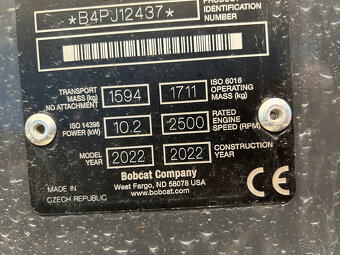 *B4PJ12437*
PRODUCT
IDENTIFICATION
NUMBER
TRANSPORT
MASS (kg)
NO ATTACHMENT
1594
1711
ISO 6016
OPERATING
MASS (kg)
ISO 14396
POWER (kW)
10.2
2500
RATED
ENGINE
SPEED (RPM)
MODEL
YEAR
2022
2022
CONSTRUCTION
YEAR
Bobcat Company
West Fargo, ND 58078 USA
www.bobcat.com
MADE IN
CZECH REPUBLIC
CE